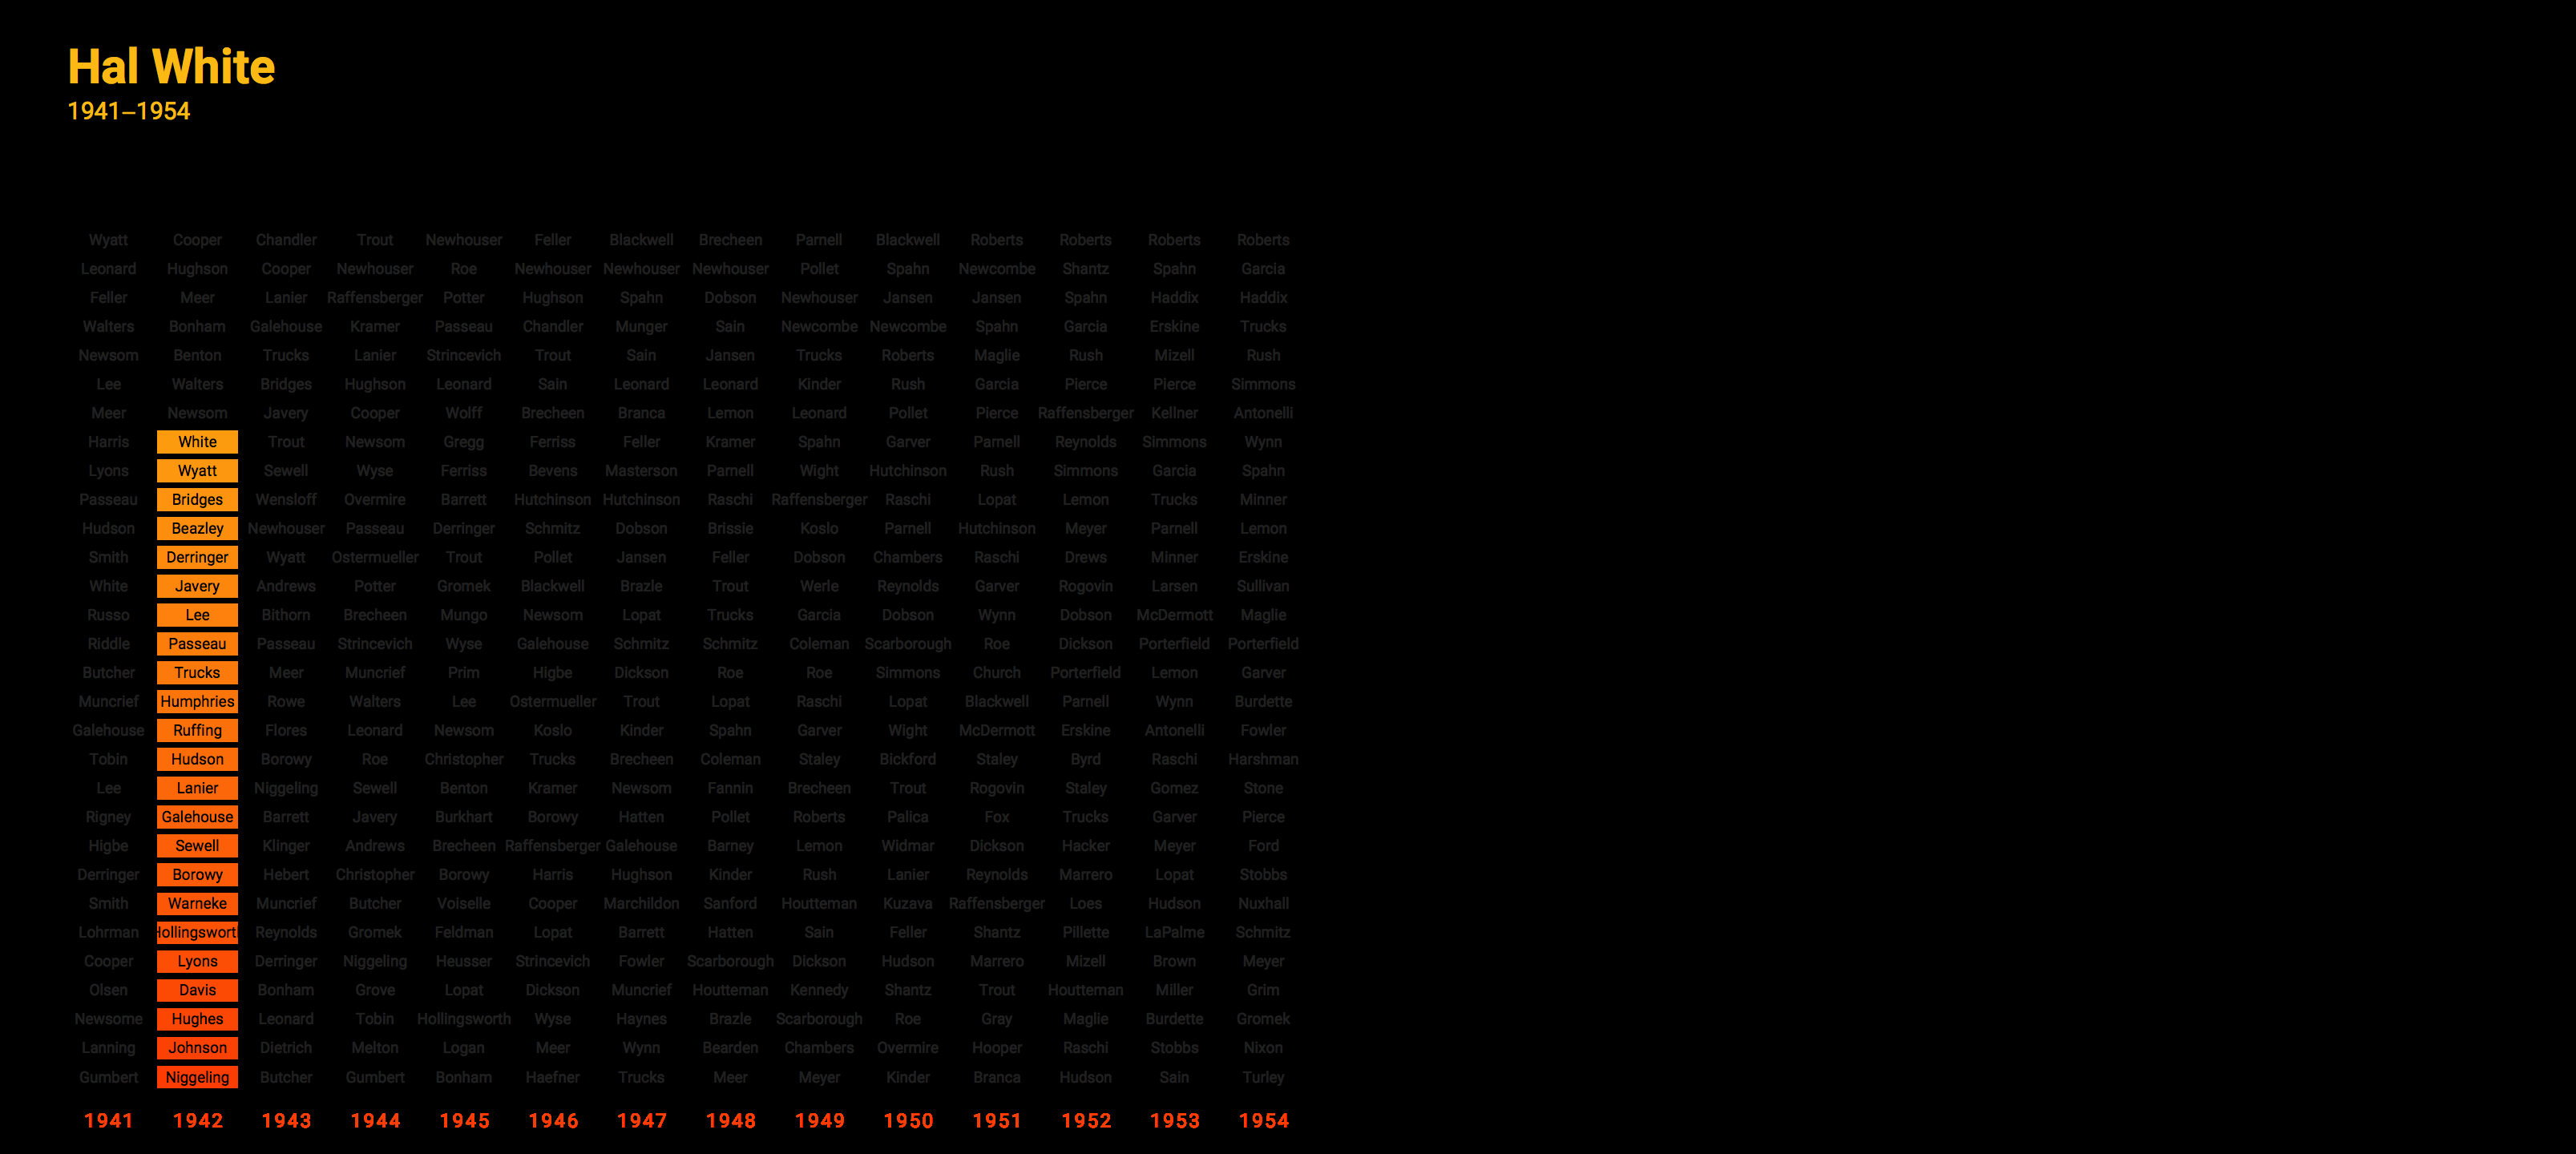 Hal White
1941–1954
Wyatt Cooper Chandler Trout Newhouser Feller Blackwell Brecheen Parnell Blackwell Roberts Roberts Roberts Roberts
Leonard Hughson Cooper Newhouser Roe Newhouser Newhouser Newhouser Pollet Spahn Newcombe Shantz Spahn Garcia
Feller Meer Lanier Raffensberger Potter Hughson Spahn Dobson Newhouser Jansen Jansen Spahn Haddix Haddix
Walters Bonham Galehouse Kramer Passeau Chandler Munger Sain Newcombe Newcombe Spahn Garcia Erskine Trucks
Newsom Benton Trucks Lanier Strincevich Trout Sain Jansen Trucks Roberts Maglie Rush Mizell Rush
Lee Walters Bridges Hughson Leonard Sain Leonard Leonard Kinder Rush Garcia Pierce Pierce Simmons
Meer Newsom Javery Cooper Wolff Brecheen Branca Lemon Leonard Pollet Pierce Raffensberger Kellner Antonelli
Harris White Trout Newsom Gregg Ferriss Feller Kramer Spahn Garver Parnell Reynolds Simmons Wynn
Lyons Wyatt Sewell Wyse Ferriss Bevens Masterson Parnell Wight Hutchinson Rush Simmons Garcia Spahn
Passeau Bridges Wensloff Overmire Barrett Hutchinson Hutchinson Raschi Raffensberger Raschi Lopat Lemon Trucks Minner
Hudson Beazley Newhouser Passeau Derringer Schmitz Dobson Brissie Koslo Parnell Hutchinson Meyer Parnell Lemon
Smith Derringer Wyatt Ostermueller Trout Pollet Jansen Feller Dobson Chambers Raschi Drews Minner Erskine
White Javery Andrews Potter Gromek Blackwell Brazle Trout Werle Reynolds Garver Rogovin Larsen Sullivan
Russo Lee Bithorn Brecheen Mungo Newsom Lopat Trucks Garcia Dobson Wynn Dobson McDermott Maglie
Riddle Passeau Passeau Strincevich Wyse Galehouse Schmitz Schmitz Coleman Scarborough Roe Dickson Porterfield Porterfield
Butcher Trucks Meer Muncrief Prim Higbe Dickson Roe Roe Simmons Church Porterfield Lemon Garver
Muncrief Humphries Rowe Walters Lee Ostermueller Trout Lopat Raschi Lopat Blackwell Parnell Wynn Burdette
Galehouse Ruffing Flores Leonard Newsom Koslo Kinder Spahn Garver Wight McDermott Erskine Antonelli Fowler
Tobin Hudson Borowy Roe Christopher Trucks Brecheen Coleman Staley Bickford Staley Byrd Raschi Harshman
Lee Lanier Niggeling Sewell Benton Kramer Newsom Fannin Brecheen Trout Rogovin Staley Gomez Stone
Rigney Galehouse Barrett Javery Burkhart Borowy Hatten Pollet Roberts Palica Fox Trucks Garver Pierce
Higbe Sewell Klinger Andrews Brecheen Raffensberger Galehouse Barney Lemon Widmar Dickson Hacker Meyer Ford
Derringer Borowy Hebert Christopher Borowy Harris Hughson Kinder Rush Lanier Reynolds Marrero Lopat Stobbs
Smith Warneke Muncrief Butcher Voiselle Cooper Marchildon Sanford Houtteman Kuzava Raffensberger Loes Hudson Nuxhall
Lohrman Hollingsworth Reynolds Gromek Feldman Lopat Barrett Hatten Sain Feller Shantz Pillette LaPalme Schmitz
Cooper Lyons Derringer Niggeling Heusser Strincevich Fowler Scarborough Dickson Hudson Marrero Mizell Brown Meyer
Olsen Davis Bonham Grove Lopat Dickson Muncrief Houtteman Kennedy Shantz Trout Houtteman Miller Grim
Newsome Hughes Leonard Tobin Hollingsworth Wyse Haynes Brazle Scarborough Roe Gray Maglie Burdette Gromek
Lanning Johnson Dietrich Melton Logan Meer Wynn Bearden Chambers Overmire Hooper Raschi Stobbs Nixon
Gumbert Niggeling Butcher Gumbert Bonham Haefner Trucks Meer Meyer Kinder Branca Hudson Sain Turley
1941 1942 1943 1944 1945 1946 1947 1948 1949 1950 1951 1952 1953 1954